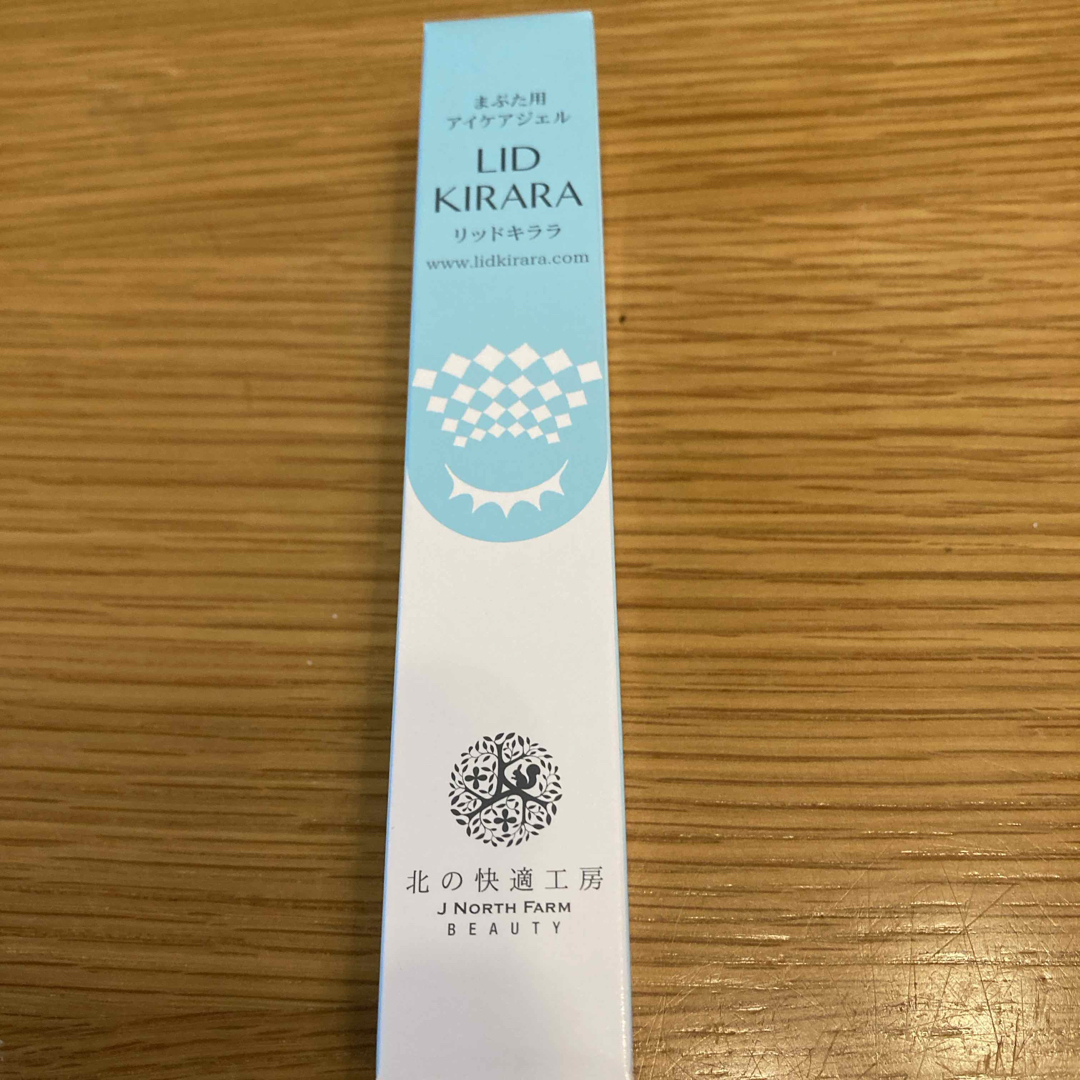 まぶた用
アイケアジェル
LID
KIRARA
リッドキララ
www.lidkirara.com
北の快適工房
J NORTH FARM
BEAUTY